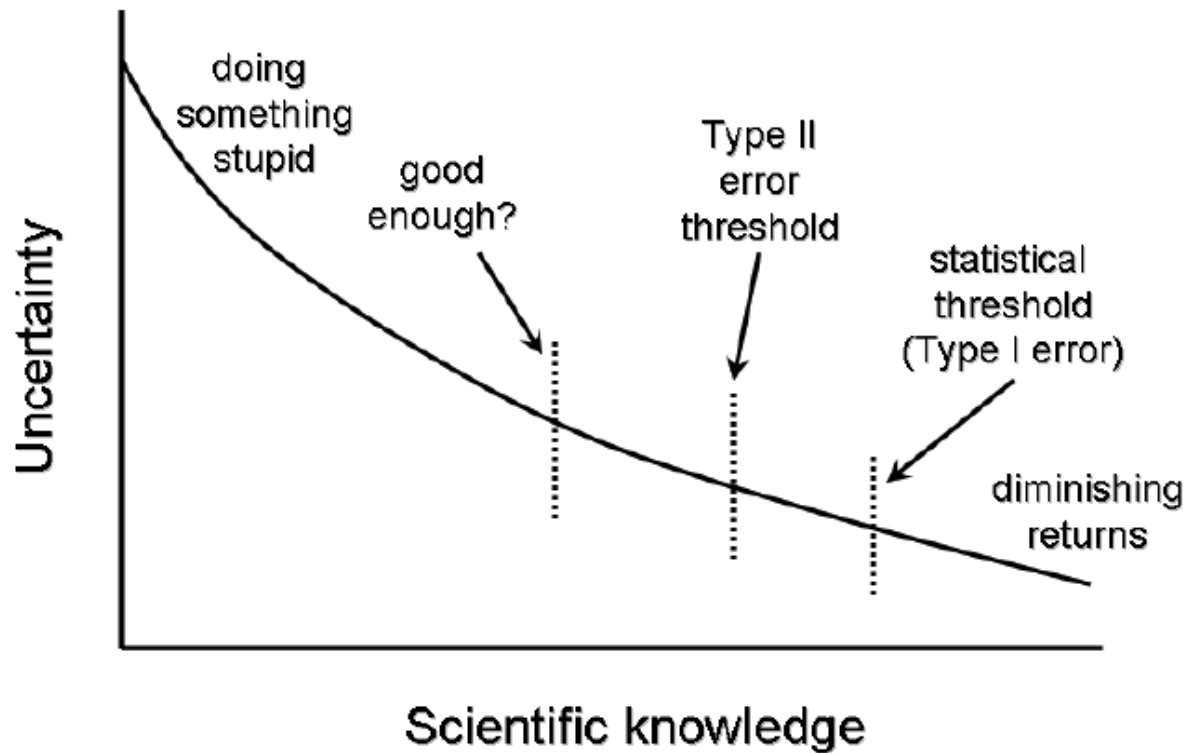 doing
something
stupid
good
enough?
Type II
error
threshold
statistical
threshold
(Type I error)
diminishing
returns
Uncertainty
Scientific knowledge